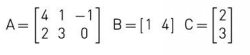 A = [4 1 −1] B = [1 4] C = [2]
[2 3 0] [3]